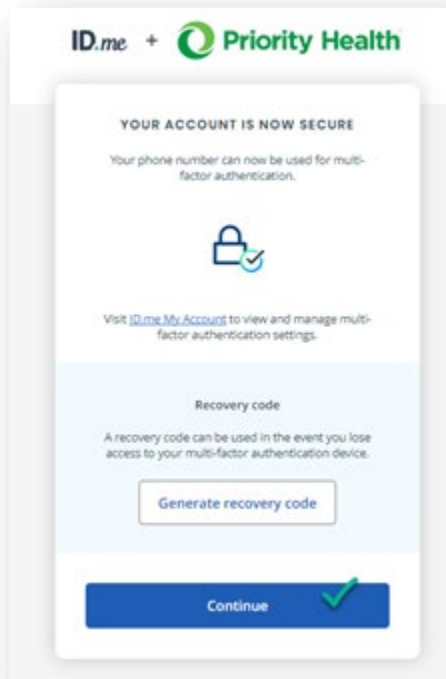 ID.me + Priority Health
YOUR ACCOUNT IS NOW SECURE
Your phone number can now be used for multi-
factor authentication.
Visit ID.me My Account to view and manage multi-
factor authentication settings.
Recovery code
A recovery code can be used in the event you lose
access to your multi-factor authentication device.
Generate recovery code
Continue